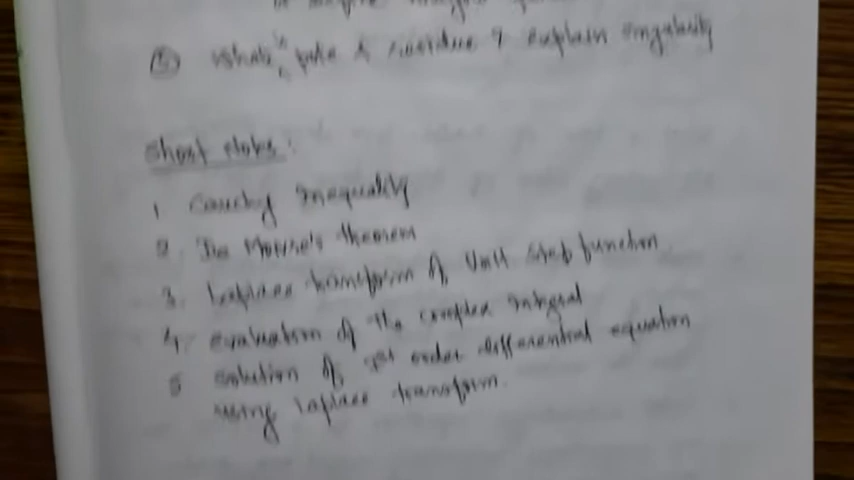 ⑤ what pole & residue ? explain singularity
Short Notes :
1 Cauchy Inequality
2. De Moivre's theorem
3. Laplace transform of Unit step function
4. evaluation of the complex integral
5 solution of 1st order differential equation
using Laplace transform.